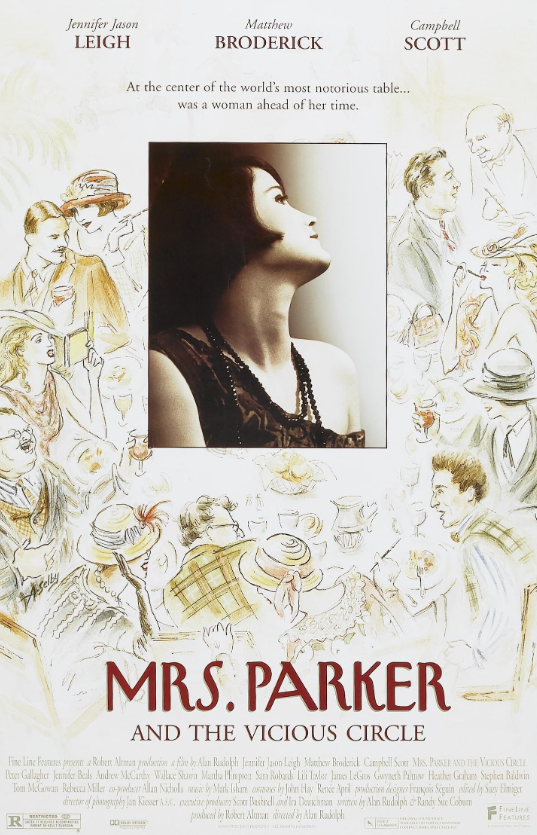 Jennifer Jason Matthew Campbell
LEIGH BRODERICK SCOTT
At the center of the world's most notorious table...
was a woman ahead of her time.
MRS. PARKER
AND THE VICIOUS CIRCLE
Fine Line Features presents a Robert Altman production a film by Alan Rudolph Jennifer Jason Leigh Matthew Broderick Campbell Scott MRS. PARKER AND THE VICIOUS CIRCLE
Peter Gallagher Jennifer Beals Andrew McCarthy Wallace Shawn Martha Plimpton Sam Robards Lili Taylor James LeGros Gwyneth Paltrow Heather Graham Stephen Baldwin
Tom McGowan Rebecca Miller co-producer Allan Nicholls music by Mark Isham costumes by John Hay Renée April production designer François Seguin edited by Suzy Elmiger
director of photography Jan Kiesser A.S.C. executive producers Scott Bushnell and Ira Deutchman written by Alan Rudolph & Randy Sue Coburn
produced by Robert Altman directed by Alan Rudolph
R RESTRICTED
FINE LINE
FEATURES